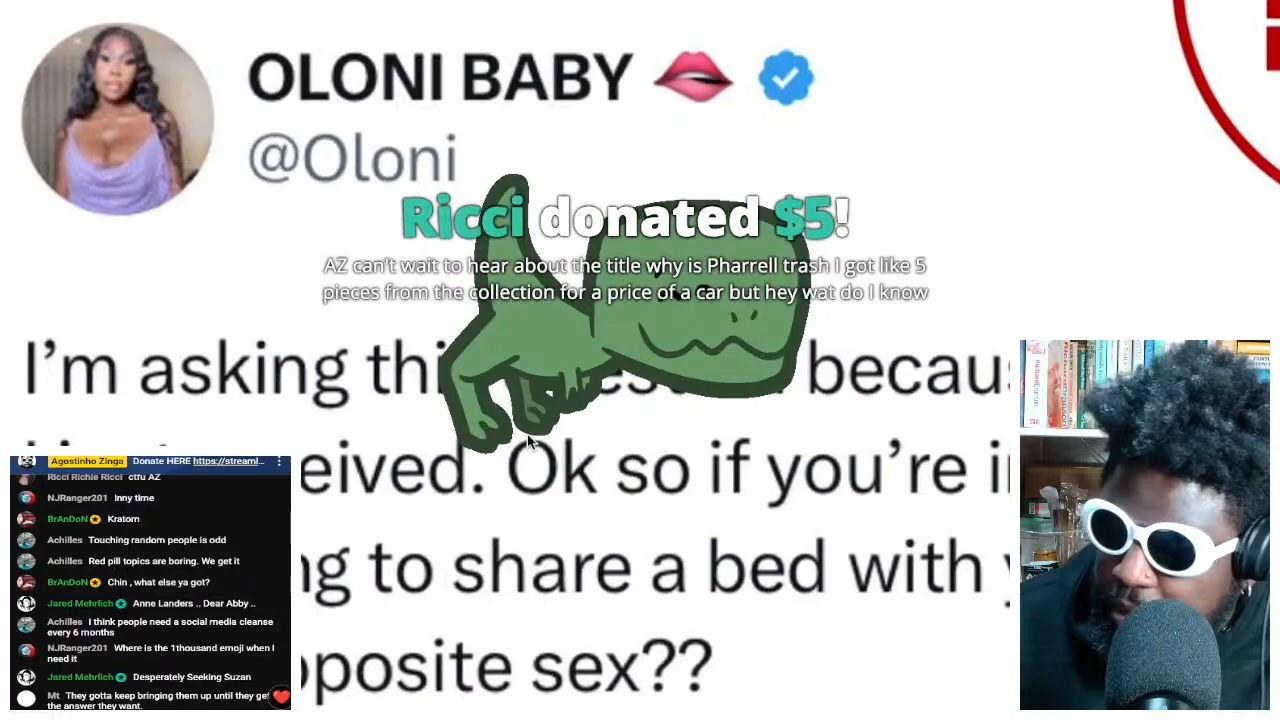 OLONI BABY
@Oloni
Ricci donated $5!
AZ can't wait to hear about the title why is Pharrell trash I got like 5
pieces from the collection for a price of a car but hey wat do I know
I'm asking becau
eived. Ok so if you're i
ng to share a bed with
pposite sex??
Agostinho Zinga Donate HERE https://streaml...
Ricci Richie Ricci ctfu AZ
NJRanger201 Inny time
BrAnDoN Kratom
Achilles Touching random people is odd
Achilles Red pill topics are boring. We get it
BrAnDoN Chin , what else ya got?
Jared Mehrlich Anne Landers .. Dear Abby ..
Achilles I think people need a social media cleanse
every 6 months
NJRanger201 Where is the 1thousand emoji when I
need it
Jared Mehrlich Desperately Seeking Suzan
Mt They gotta keep bringing them up until they get
the answer they want.